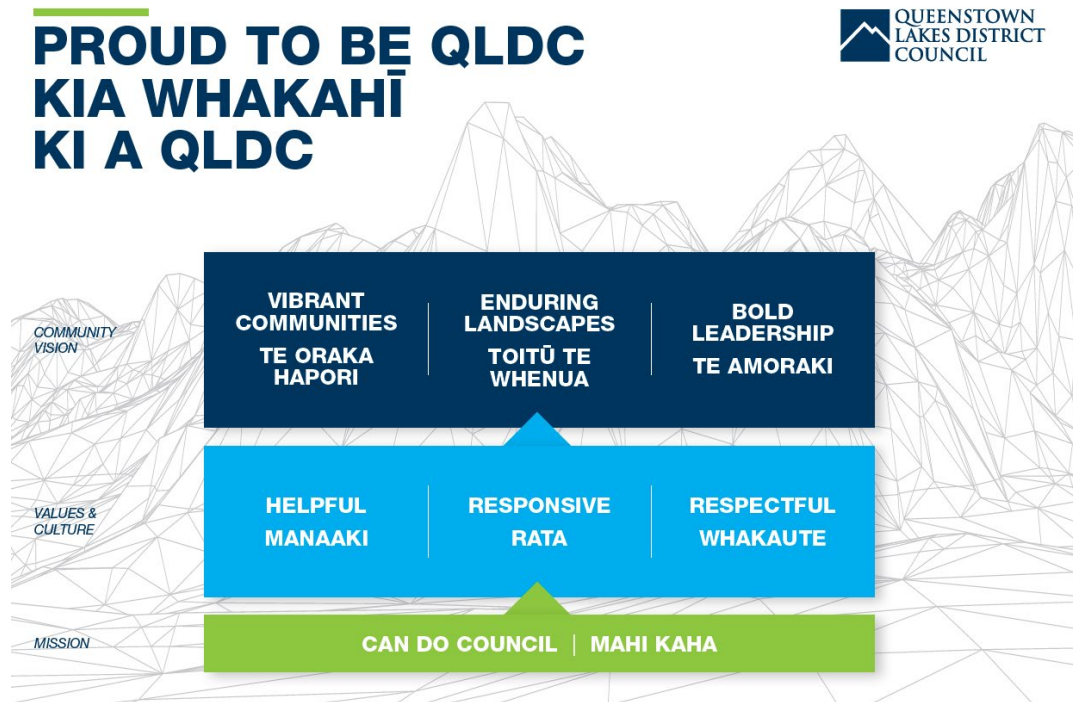 PROUD TO BE QLDC
KIA WHAKAHĪ
KI A QLDC
QUEENSTOWN
LAKES DISTRICT
COUNCIL
COMMUNITY
VISION
VIBRANT
COMMUNITIES
TE ORAKA
HAPORI
ENDURING
LANDSCAPES
TOITŪ TE
WHENUA
BOLD
LEADERSHIP
TE AMORAKI
VALUES &
CULTURE
HELPFUL
MANAAKI
RESPONSIVE
RATA
RESPECTFUL
WHAKAUTE
MISSION
CAN DO COUNCIL | MAHI KAHA